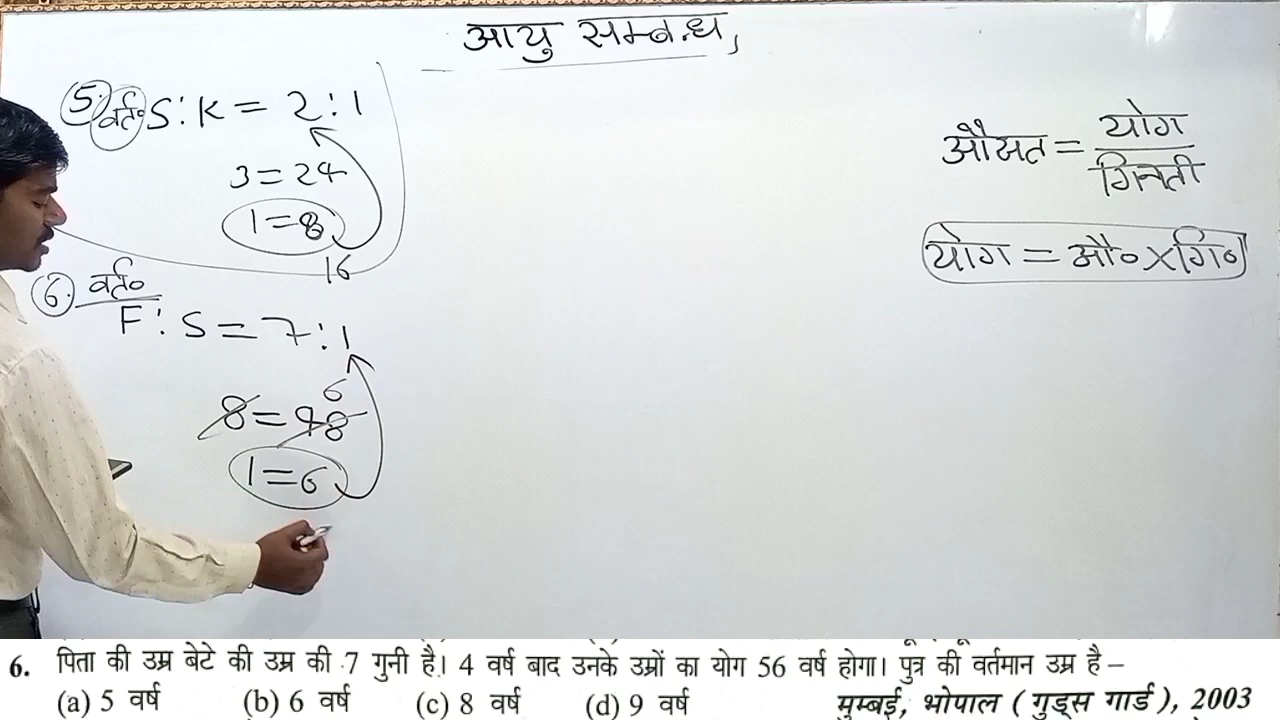 आयु सम्बन्ध,
5. वर्त० S : K = 2 : 1
3 = 24
1 = 8
16
6. वर्त०
F : S = 7 : 1
6
8 = 48
1 = 6
औसत = योग
गिनती
योग = औ० × गि०
6. पिता की उम्र बेटे की उम्र की 7 गुनी है। 4 वर्ष बाद उनके उम्रों का योग 56 वर्ष होगा। पुत्र की वर्तमान उम्र है –
(a) 5 वर्ष (b) 6 वर्ष (c) 8 वर्ष (d) 9 वर्ष मुम्बई, भोपाल ( गुड्स गार्ड ), 2003